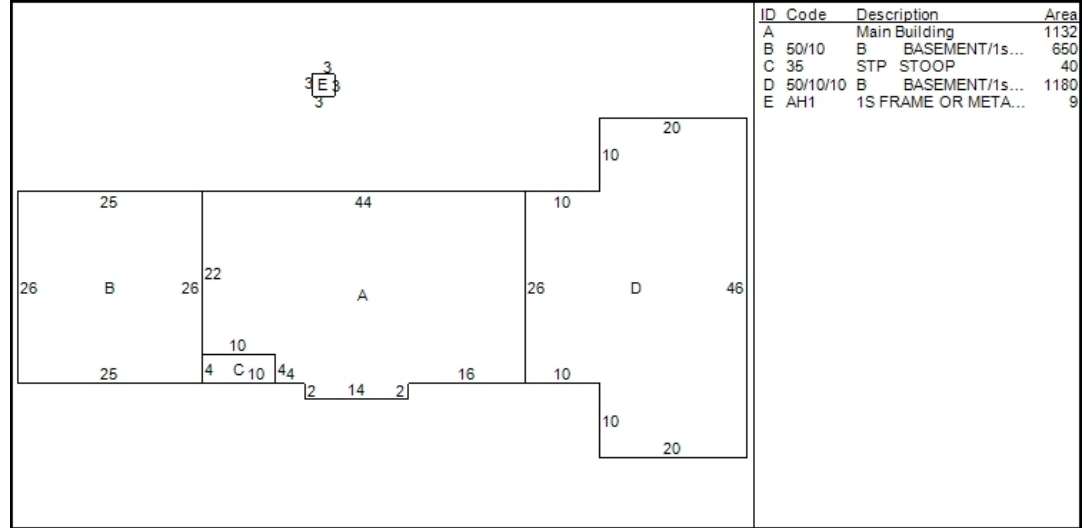 ID Code Description Area
A Main Building 1132
B 50/10 B BASEMENT/1s... 650
C 35 STP STOOP 40
D 50/10/10 B BASEMENT/1s... 1180
E AH1 1S FRAME OR META... 9
3
3 E 3
3
20
10
25 44 10
22
26 B 26 A 26 D 46
10
4 C 10 4 4
25 2 14 2 16 10
10
20